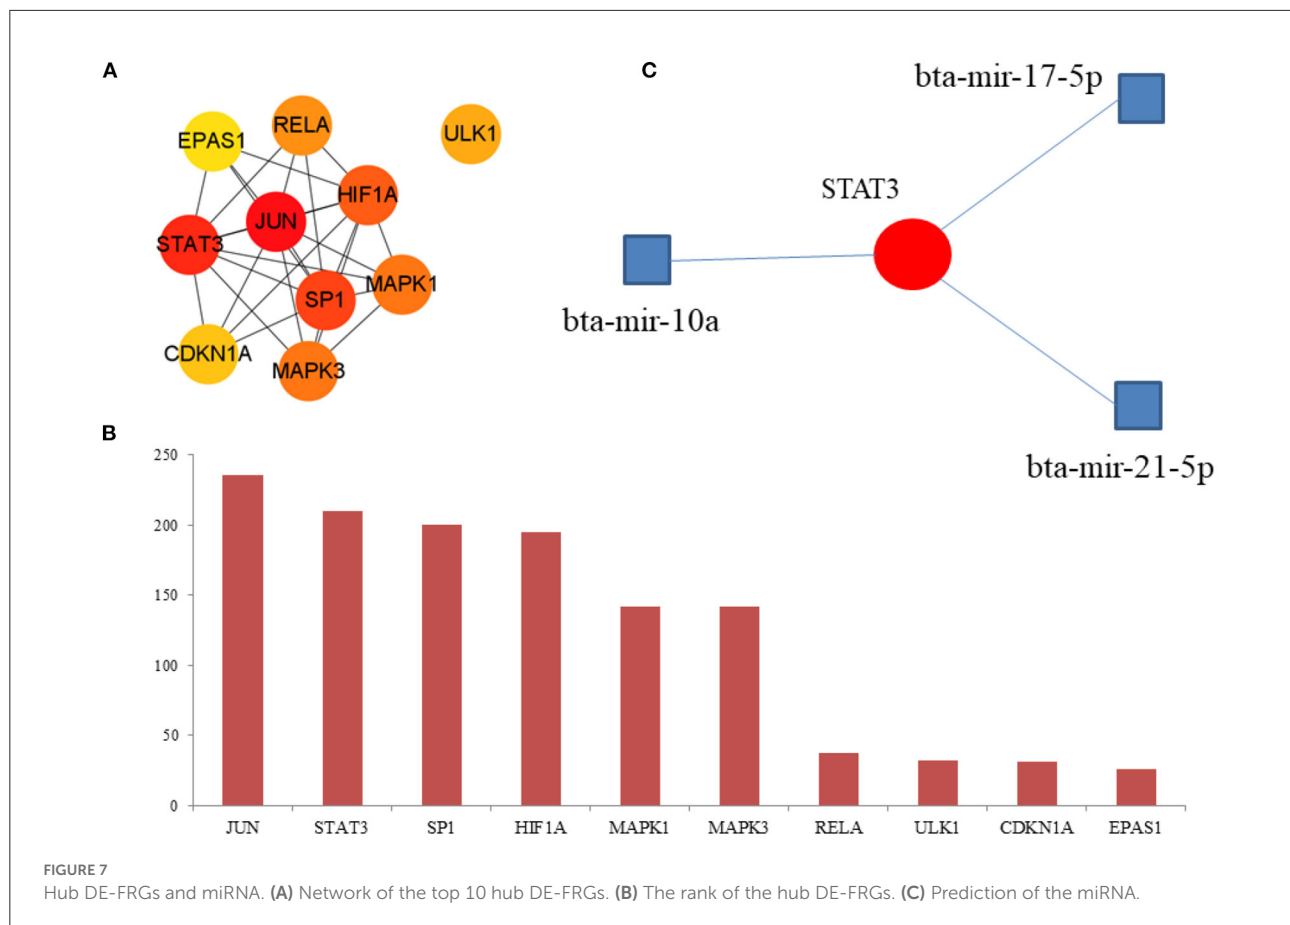 A
EPAS1
RELA
ULK1
JUN
HIF1A
STAT3
SP1
MAPK1
CDKN1A
MAPK3
C
bta-mir-17-5p
STAT3
bta-mir-10a
bta-mir-21-5p
B
250
200
150
100
50
0
JUN STAT3 SP1 HIF1A MAPK1 MAPK3 RELA ULK1 CDKN1A EPAS1
FIGURE 7
Hub DE-FRGs and miRNA. (A) Network of the top 10 hub DE-FRGs. (B) The rank of the hub DE-FRGs. (C) Prediction of the miRNA.